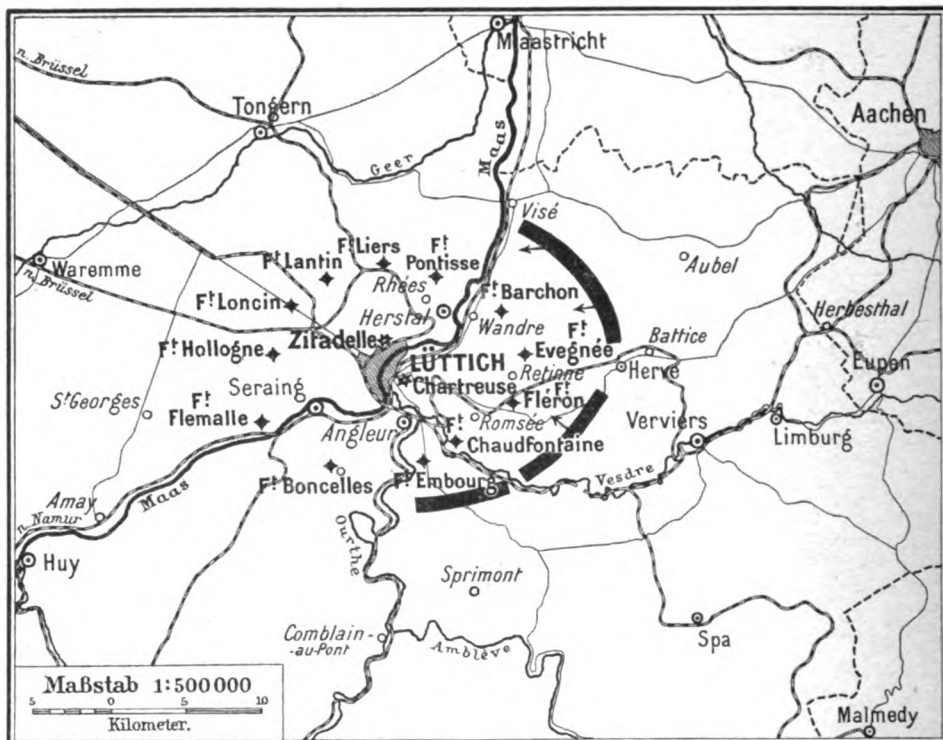 Maastricht
n. Brüssel
Tongern
Aachen
Geer
Maas
Visé
Waremme
n. Brüssel
Fᵗ Liers
Fᵗ Lantin
Fᵗ
Pontisse
Aubel
Rhées
Fᵗ Loncin
Fᵗ Barchon
Herstal
Wandre
Herbesthal
Zitadelle
Fᵗ
Battice
Fᵗ Hollogne
LÜTTICH
Evegnée
Eupen
Chartreuse
Retinne
Herve
Seraing
Fᵗ
Fléron
Sᵗ Georges
Fᵗ
Flemalle
Romsée
Verviers
Angleur
Fᵗ
Chaudfontaine
Limburg
Fᵗ Boncelles
Fᵗ Embourg
Vesdre
Amay
Maas
n. Namur
Ourthe
Huy
Sprimont
Comblain-
-au-Pont
Amblève
Spa
Maßstab 1:500000
5 0 5 10
Kilometer.
Malmedy